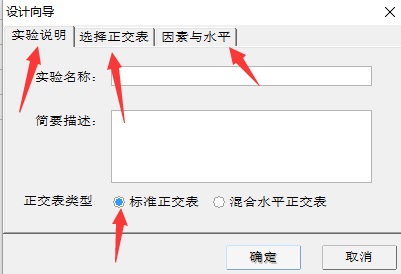 设计向导
实验说明 选择正交表 因素与水平
实验名称:
简要描述:
正交表类型: 标准正交表 混合水平正交表
确定 取消